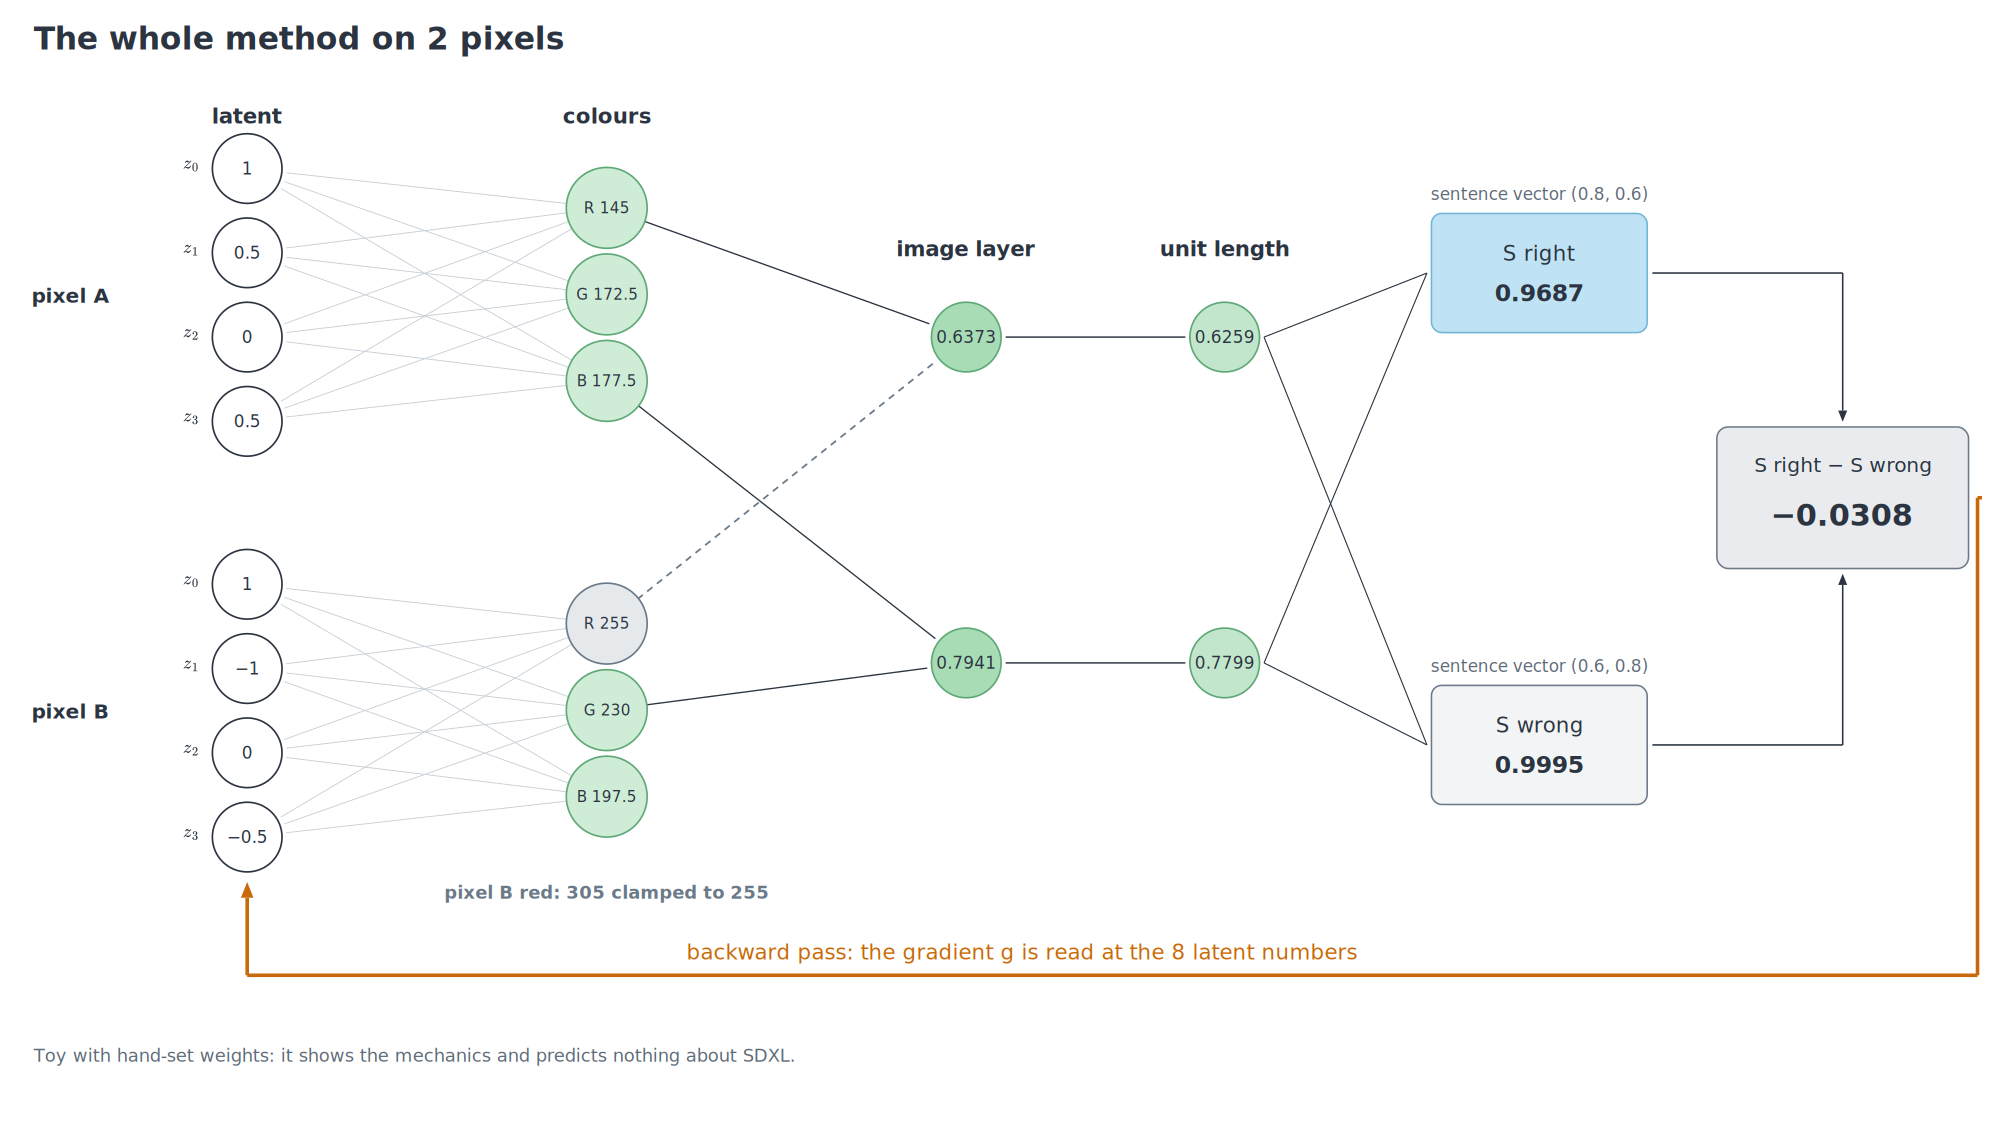 The whole method on 2 pixels
latent
colours
z0
1
z1
0.5
z2
0
z3
0.5
pixel A
R 145
G 172.5
B 177.5
image layer
unit length
0.6373
0.6259
sentence vector (0.8, 0.6)
S right
0.9687
S right − S wrong
−0.0308
z0
1
z1
−1
z2
0
z3
−0.5
pixel B
R 255
G 230
B 197.5
0.7941
0.7799
sentence vector (0.6, 0.8)
S wrong
0.9995
pixel B red: 305 clamped to 255
backward pass: the gradient g is read at the 8 latent numbers
Toy with hand-set weights: it shows the mechanics and predicts nothing about SDXL.